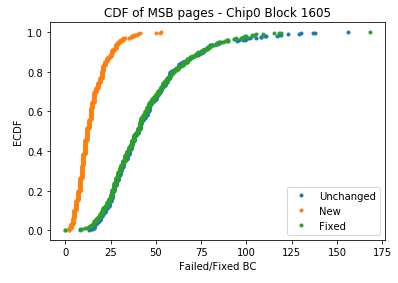 CDF of MSB pages - Chip0 Block 1605
ECDF
1.0
0.8
0.6
0.4
0.2
0.0
Unchanged
New
Fixed
0 25 50 75 100 125 150 175
Failed/Fixed BC